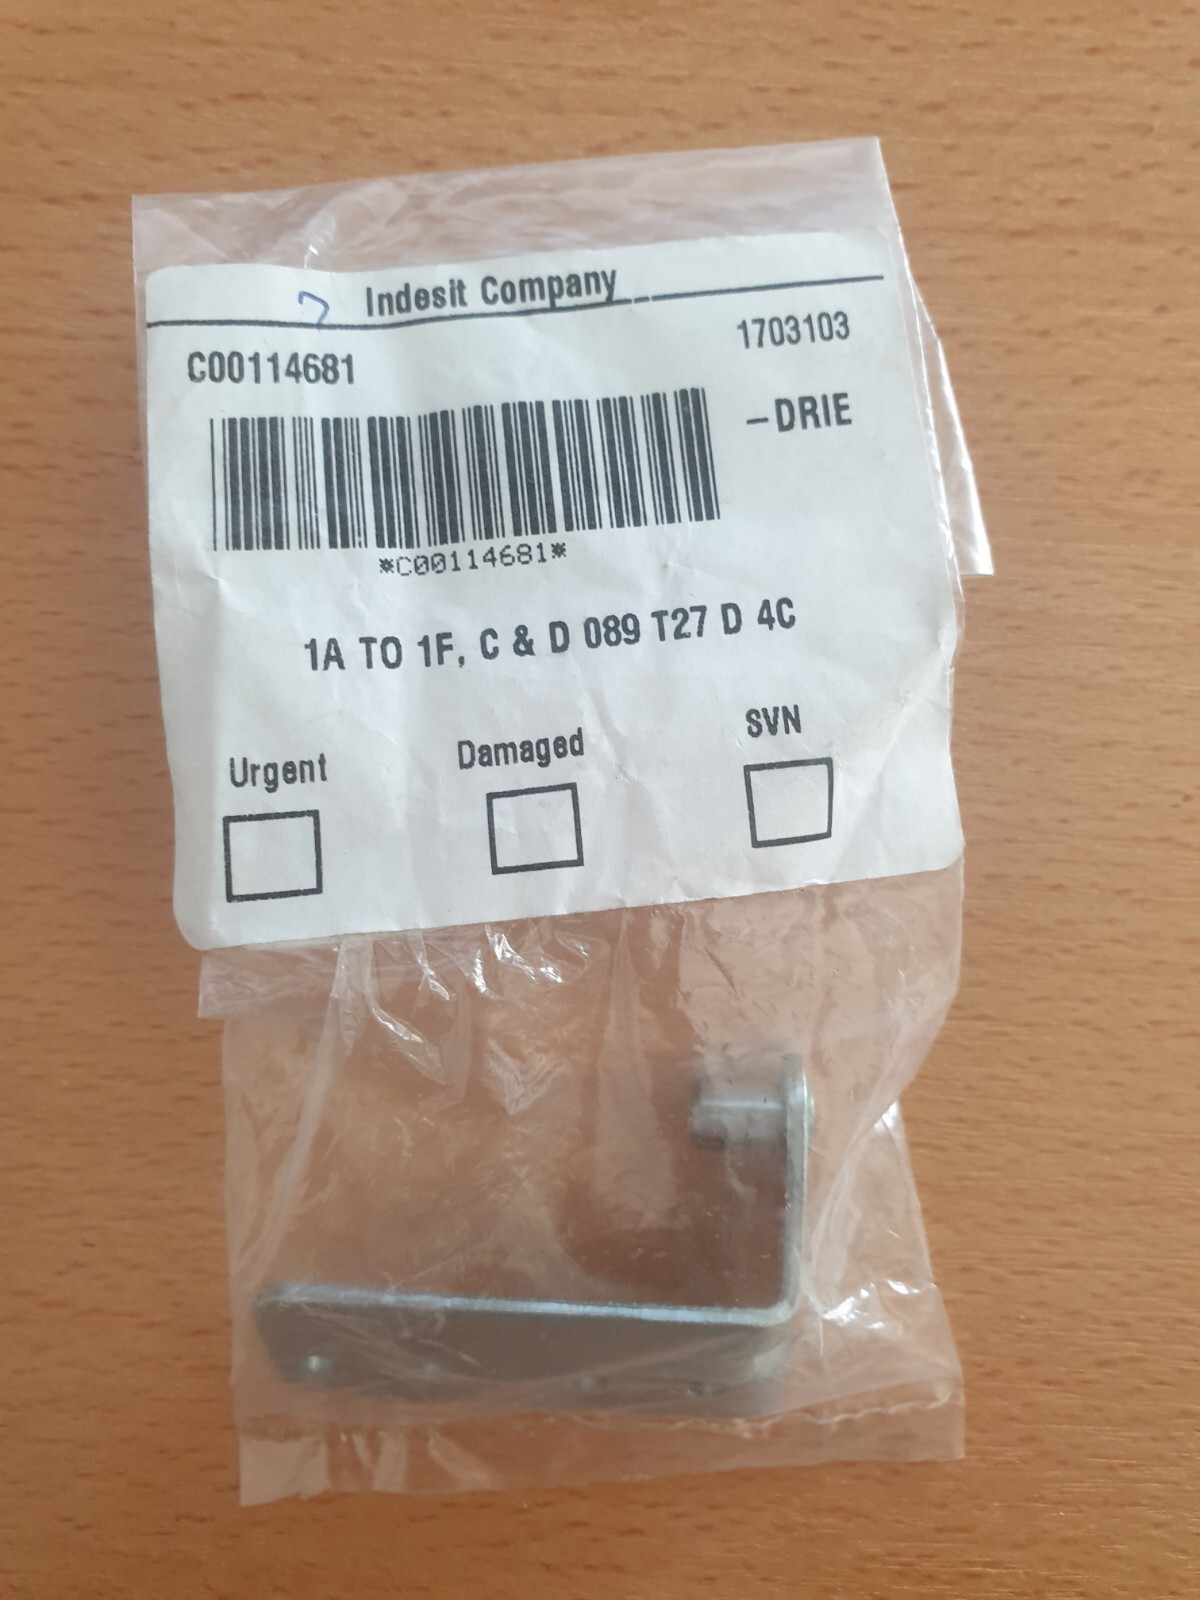 Indesit Company
C00114681
1703103
-DRIE
*C00114681*
1A TO 1F, C & D 089 T27 D 4C
Urgent
Damaged
SVN